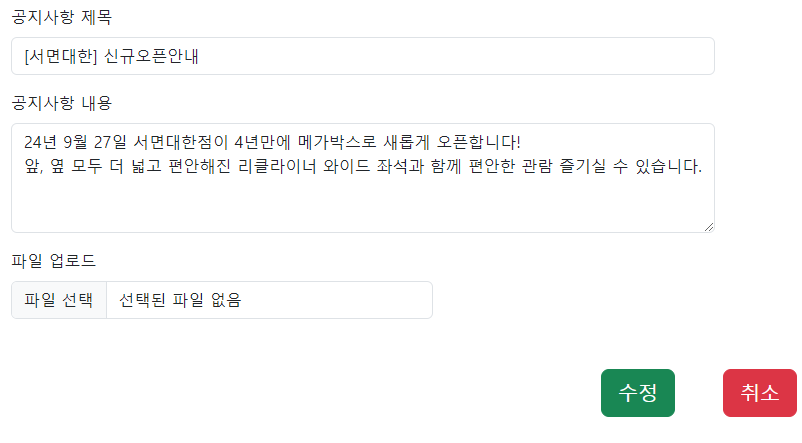 공지사항 제목
[서면대한] 신규오픈안내
공지사항 내용
24년 9월 27일 서면대한점이 4년만에 메가박스로 새롭게 오픈합니다!
앞, 옆 모두 더 넓고 편안해진 리클라이너 와이드 좌석과 함께 편안한 관람 즐기실 수 있습니다.
파일 업로드
파일 선택 선택된 파일 없음
수정 취소